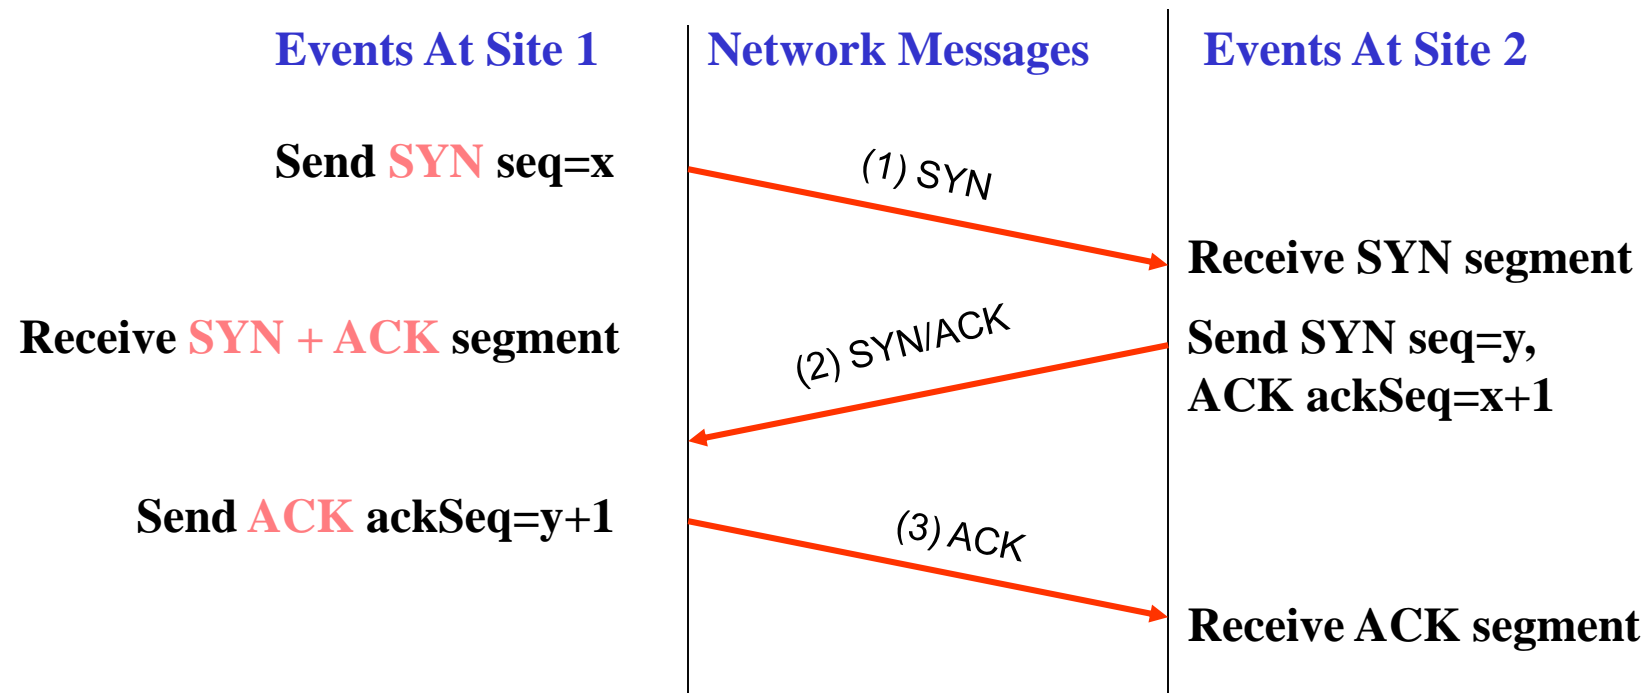 Events At Site 1
Network Messages
Events At Site 2
Send SYN seq=x
(1) SYN
Receive SYN segment
Receive SYN + ACK segment
(2) SYN/ACK
Send SYN seq=y,
ACK ackSeq=x+1
Send ACK ackSeq=y+1
(3) ACK
Receive ACK segment